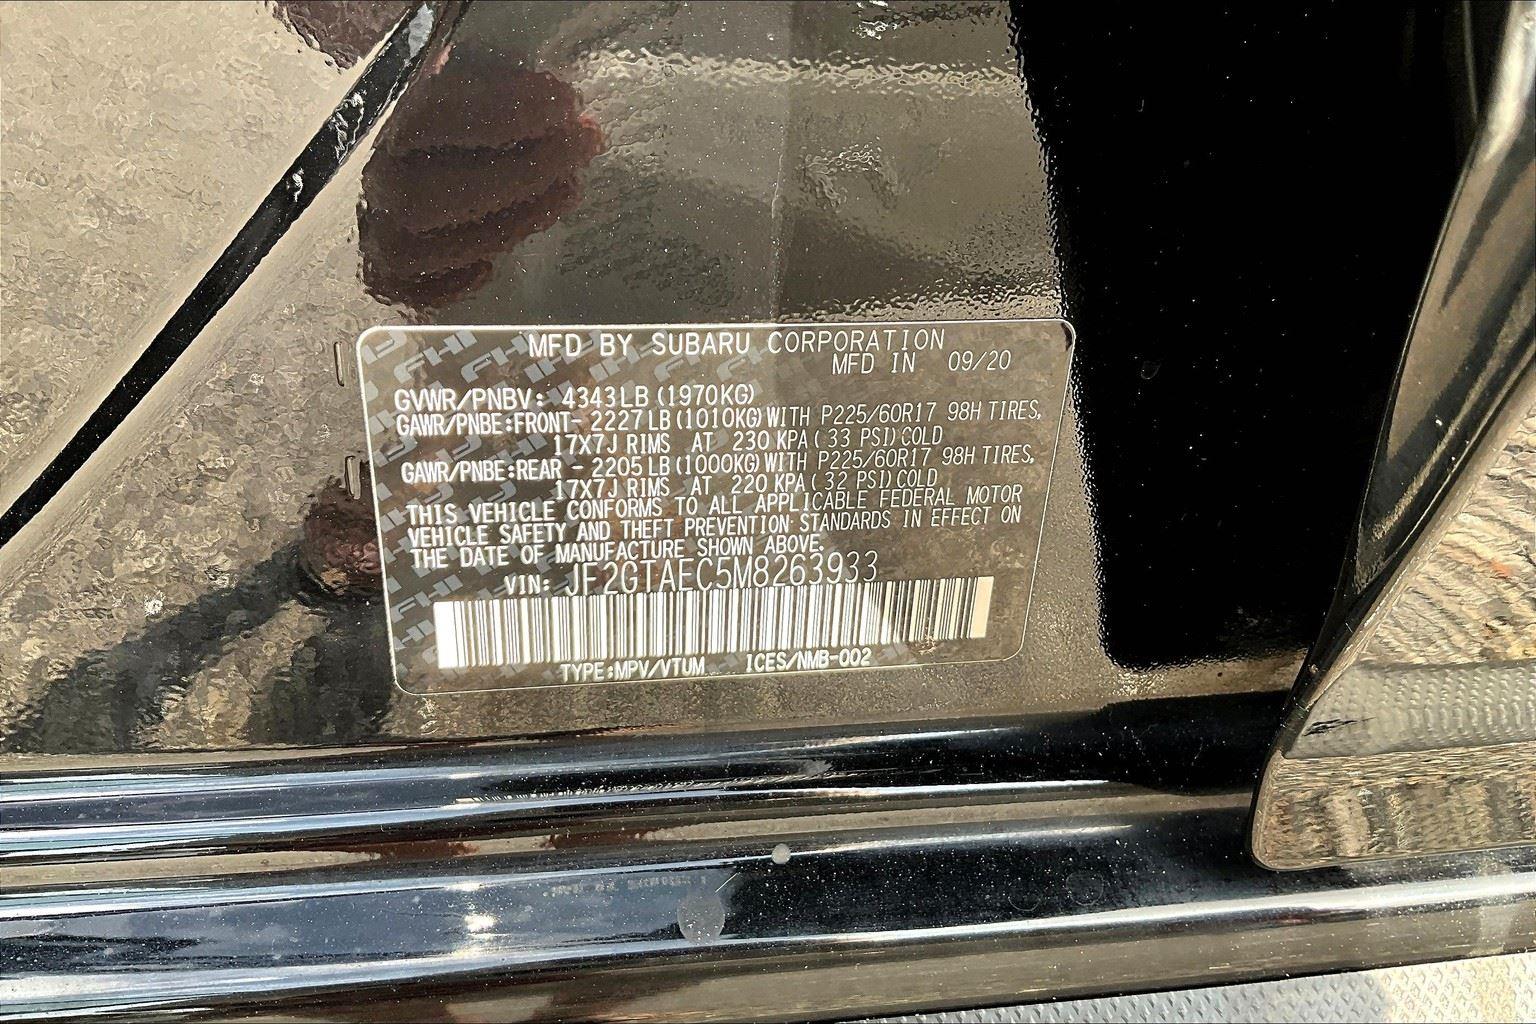 MFD BY SUBARU CORPORATION
MFD IN 09/20
GVWR/PNBV: 4343LB (1970KG)
GAWR/PNBE:FRONT- 2227LB (1010KG) WITH P225/60R17 98H TIRES,
17X7J RIMS AT 230 KPA (33 PSI) COLD
GAWR/PNBE:REAR - 2205LB (1000KG) WITH P225/60R17 98H TIRES,
17X7J RIMS AT 220 KPA (32 PSI) COLD
THIS VEHICLE CONFORMS TO ALL APPLICABLE FEDERAL MOTOR
VEHICLE SAFETY AND THEFT PREVENTION STANDARDS IN EFFECT ON
THE DATE OF MANUFACTURE SHOWN ABOVE.
VIN: JF2GTAEC5M8263933
TYPE:MPV/VTUM ICES/NMB-002